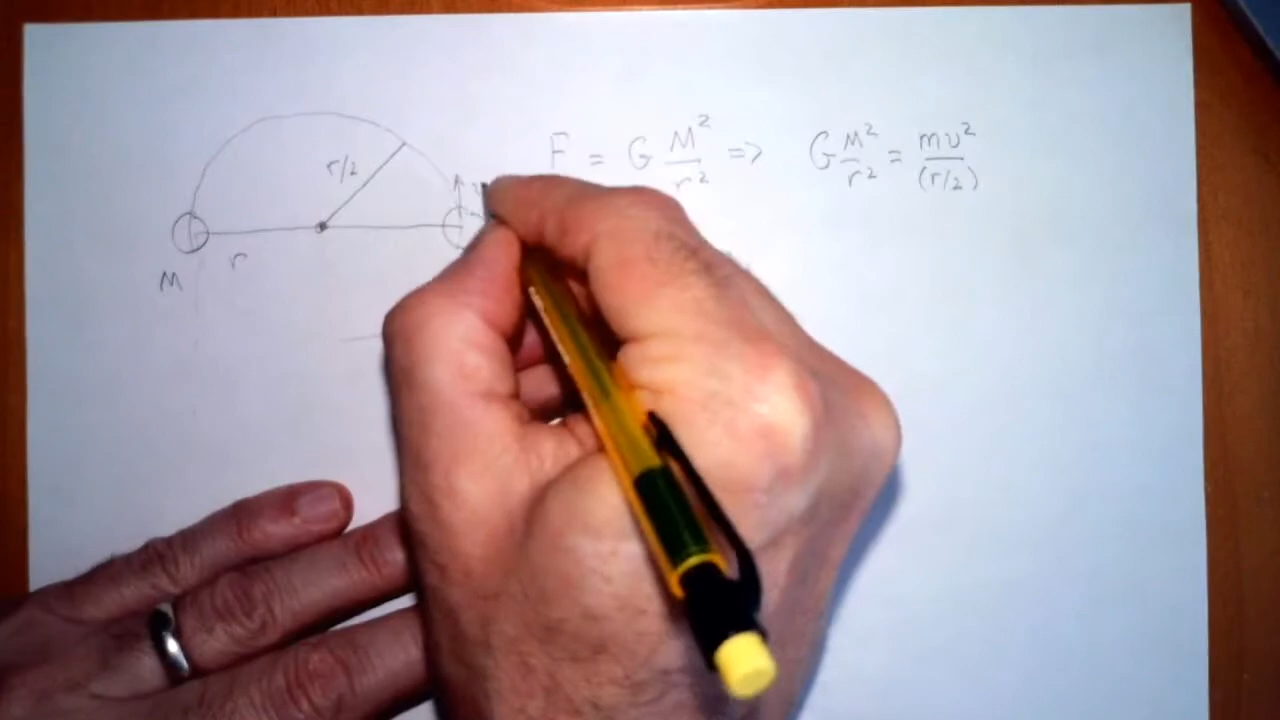 r/2
F = G M²/r² => G M²/r² = mv²/(r/2)
r
M